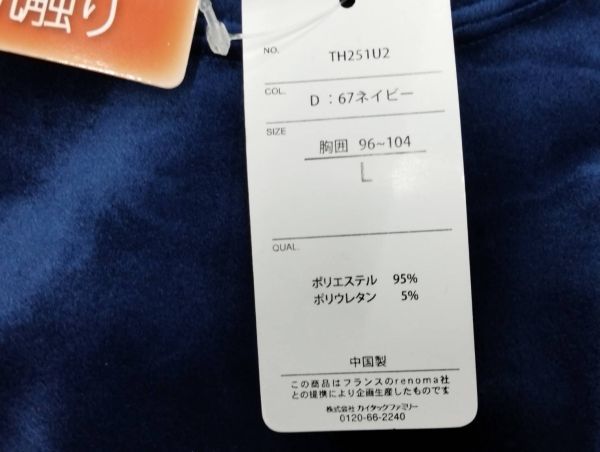 触り
NO. TH251U2
COL. D：67ネイビー
SIZE 胸囲 96~104
L
QUAL.
ポリエステル 95%
ポリウレタン 5%
中国製
この商品はフランスのrenoma社
との提携により企画生産したものです
株式会社 カイタックファミリー
0120-66-2240